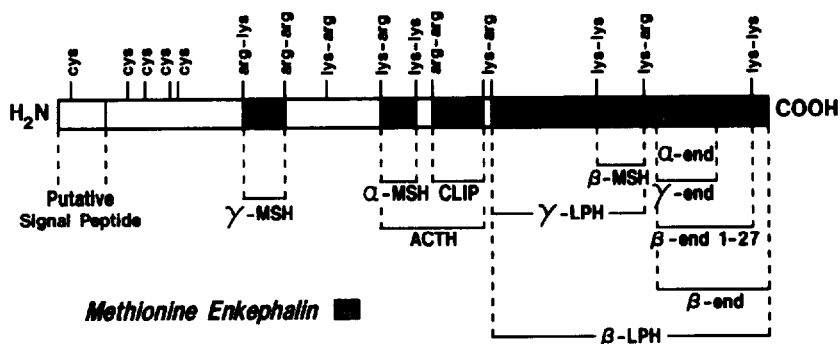 cys
cys
cys
cys
cys
arg-lys
arg-arg
lys-arg
lys-arg
lys-lys
arg-arg
lys-arg
lys-lys
lys-arg
lys-lys
H₂N
COOH
Putative
Signal Peptide
γ-MSH
α-MSH
CLIP
ACTH
β-MSH
γ-LPH
α-end
γ-end
β-end 1-27
β-end
β-LPH
Methionine Enkephalin